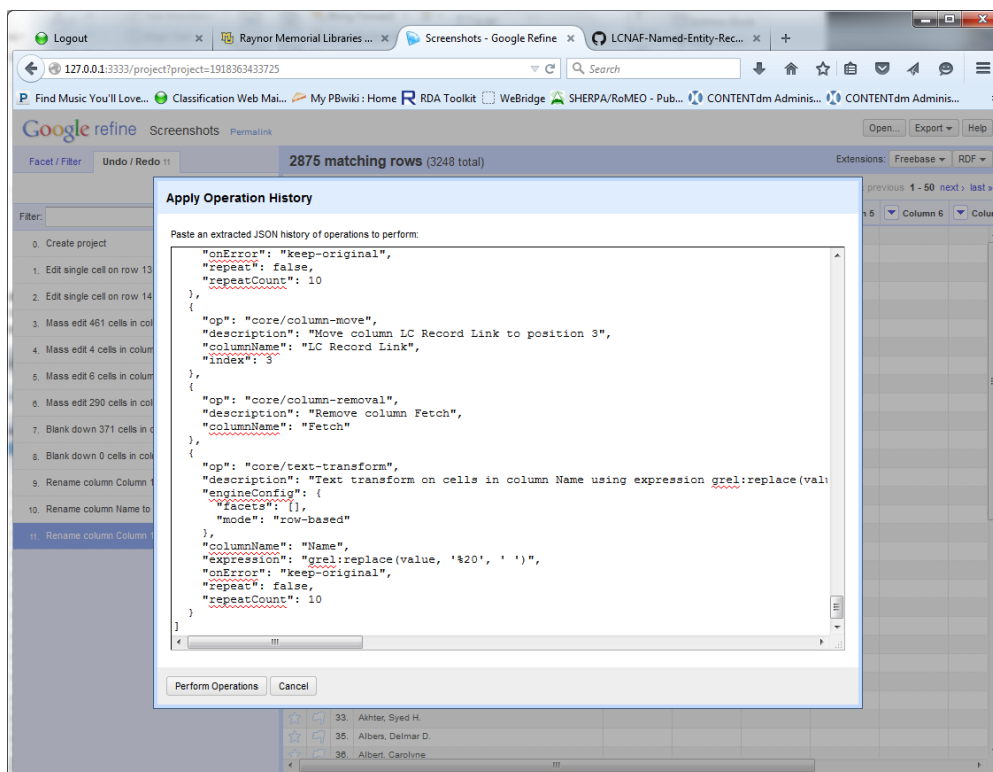 Logout
Raynor Memorial Libraries ...
Screenshots - Google Refine
LCNAF-Named-Entity-Rec...
127.0.0.1:3333/project?project=1918363433725
Search
Find Music You'll Love...
Classification Web Mai...
My PBwiki : Home
RDA Toolkit
WeBridge
SHERPA/RoMEO - Pub...
CONTENTdm Adminis...
CONTENTdm Adminis...
Google refine Screenshots Permalink
Open... Export Help
Facet / Filter Undo / Redo 11
2875 matching rows (3248 total)
Extensions: Freebase RDF
previous 1 - 50 next › last »
Filter:
5 Column 6 Colu
0. Create project
1. Edit single cell on row 13
2. Edit single cell on row 14
3. Mass edit 461 cells in col
4. Mass edit 4 cells in colum
5. Mass edit 6 cells in colum
6. Mass edit 290 cells in col
7. Blank down 371 cells in c
8. Blank down 0 cells in col
9. Rename column Column 1
10. Rename column Name to
11. Rename column Column 1
Apply Operation History
Paste an extracted JSON history of operations to perform:
"onError": "keep-original",
"repeat": false,
"repeatCount": 10
},
{
"op": "core/column-move",
"description": "Move column LC Record Link to position 3",
"columnName": "LC Record Link",
"index": 3
},
{
"op": "core/column-removal",
"description": "Remove column Fetch",
"columnName": "Fetch"
},
{
"op": "core/text-transform",
"description": "Text transform on cells in column Name using expression grel:replace(val
"engineConfig": {
"facets": [],
"mode": "row-based"
},
"columnName": "Name",
"expression": "grel:replace(value, '%20', ' ')",
"onError": "keep-original",
"repeat": false,
"repeatCount": 10
}
]
Perform Operations Cancel
33. Akhter, Syed H.
35. Albers, Delmar D.
36. Albert, Carolyne